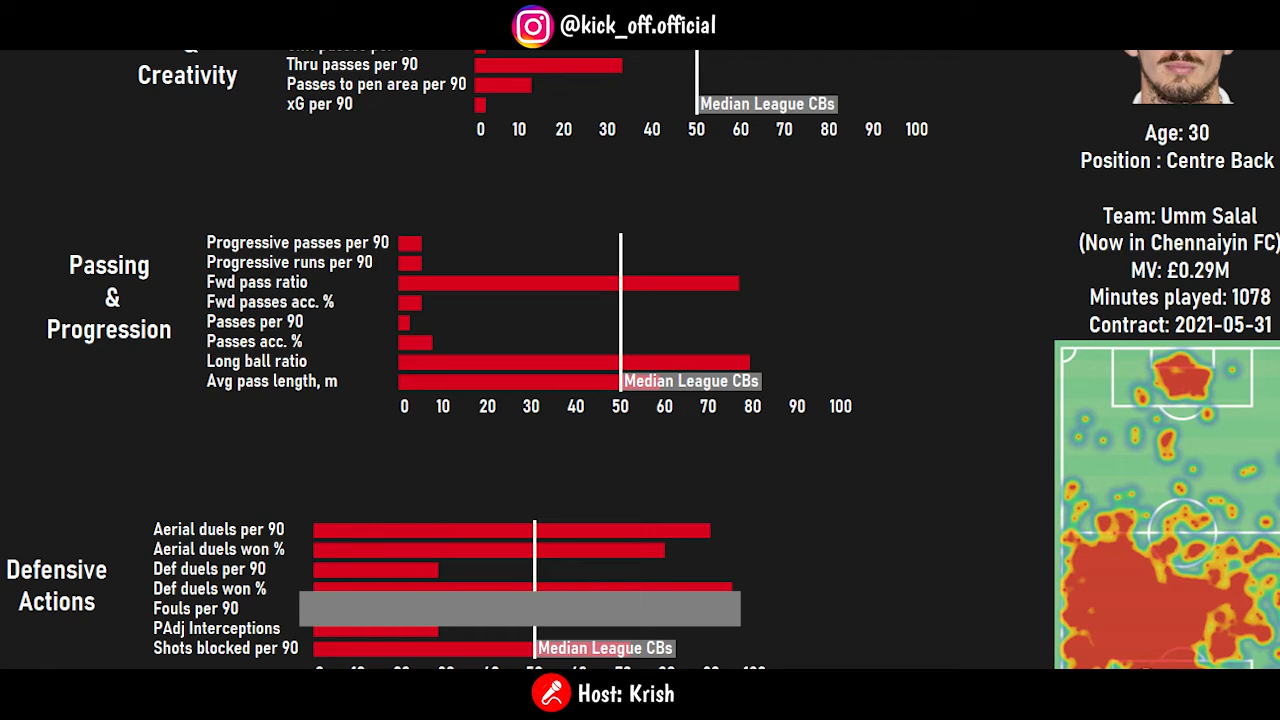 @kick_off.official
&
Creativity
Thru passes per 90
Passes to pen area per 90
xG per 90
Median League CBs
0 10 20 30 40 50 60 70 80 90 100
Age: 30
Position : Centre Back
Team: Umm Salal
(Now in Chennaiyin FC)
MV: £0.29M
Minutes played: 1078
Contract: 2021-05-31
Passing
&
Progression
Progressive passes per 90
Progressive runs per 90
Fwd pass ratio
Fwd passes acc. %
Passes per 90
Passes acc. %
Long ball ratio
Avg pass length, m
Median League CBs
0 10 20 30 40 50 60 70 80 90 100
Defensive
Actions
Aerial duels per 90
Aerial duels won %
Def duels per 90
Def duels won %
Fouls per 90
PAdj Interceptions
Shots blocked per 90
Median League CBs
Host: Krish